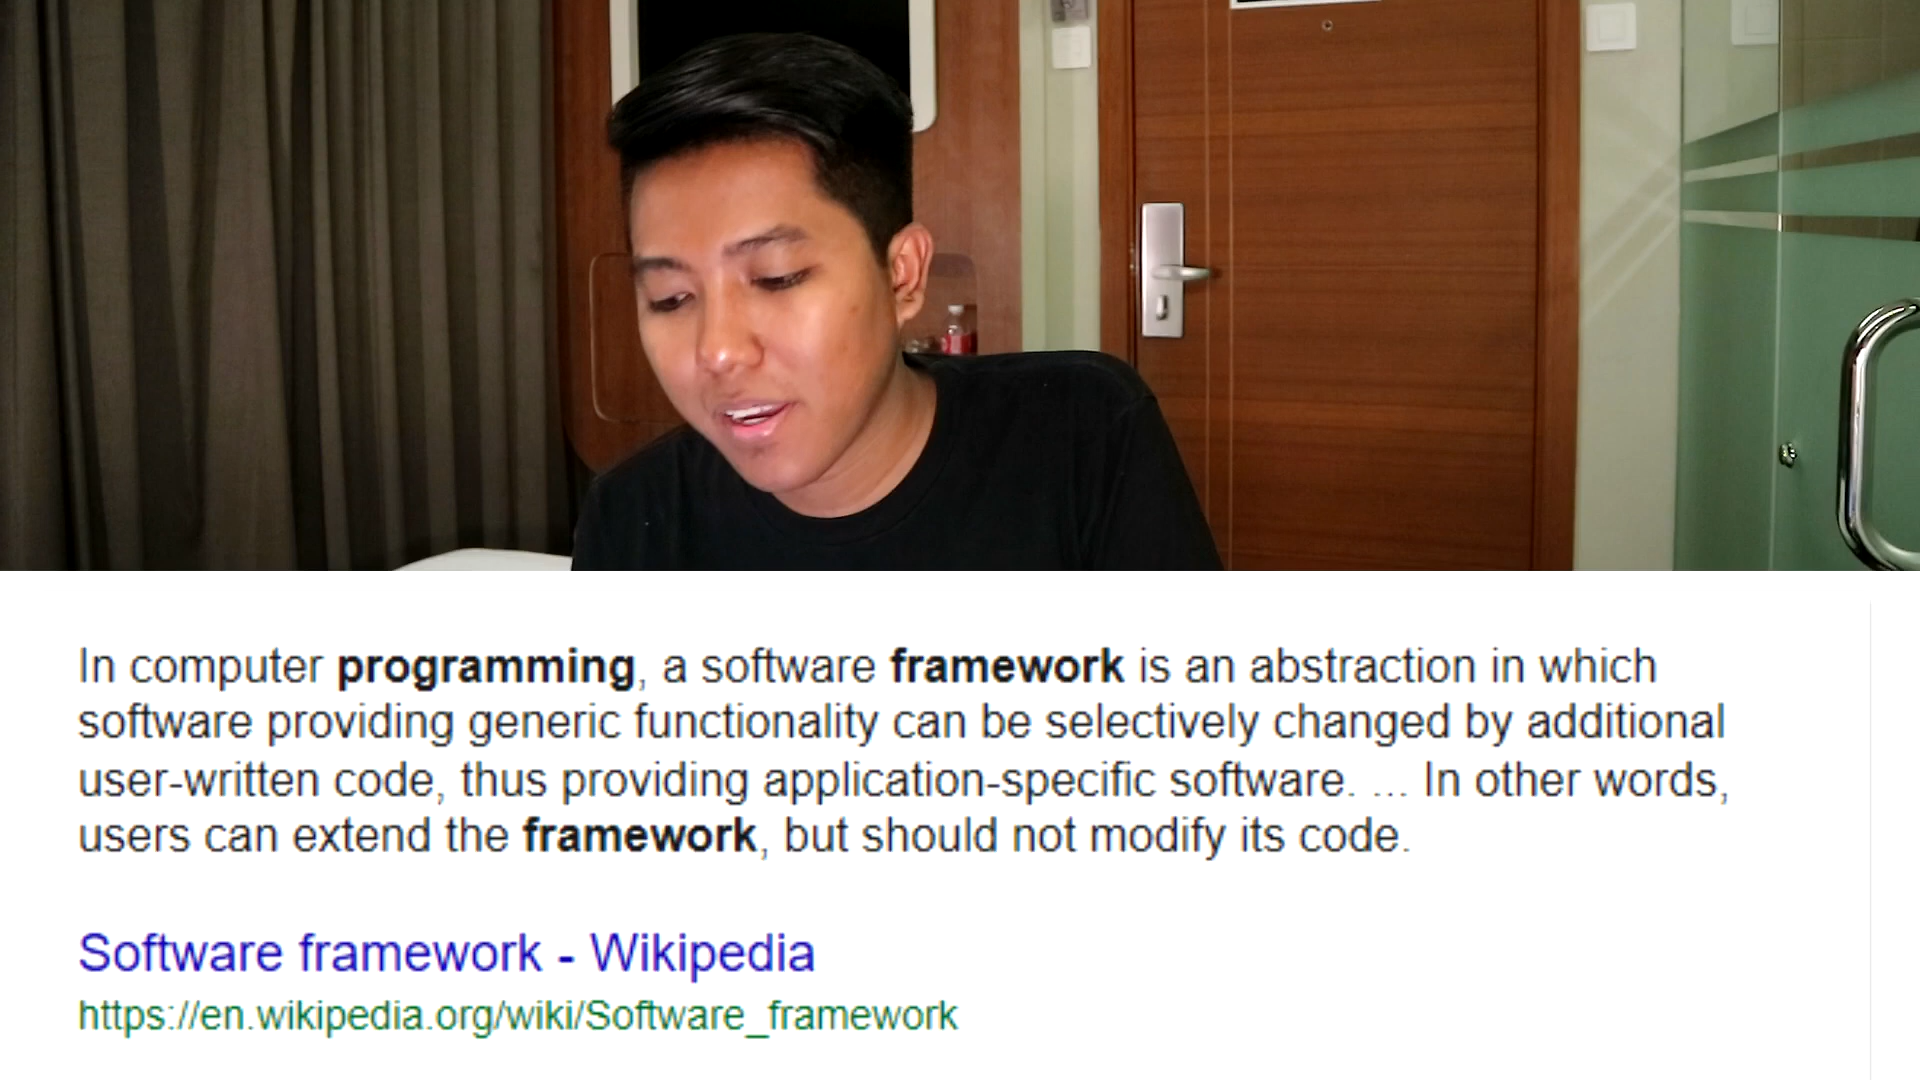 In computer programming, a software framework is an abstraction in which
software providing generic functionality can be selectively changed by additional
user-written code, thus providing application-specific software. ... In other words,
users can extend the framework, but should not modify its code.
Software framework - Wikipedia
https://en.wikipedia.org/wiki/Software_framework